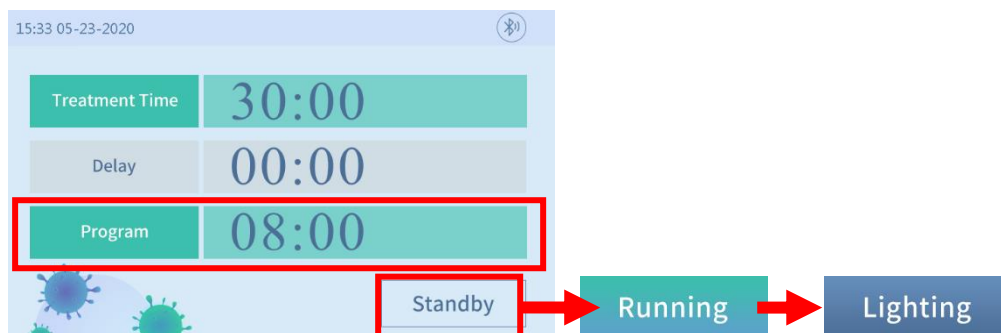 15:33 05-23-2020
Treatment Time 30:00
Delay 00:00
Program 08:00
Standby Running Lighting